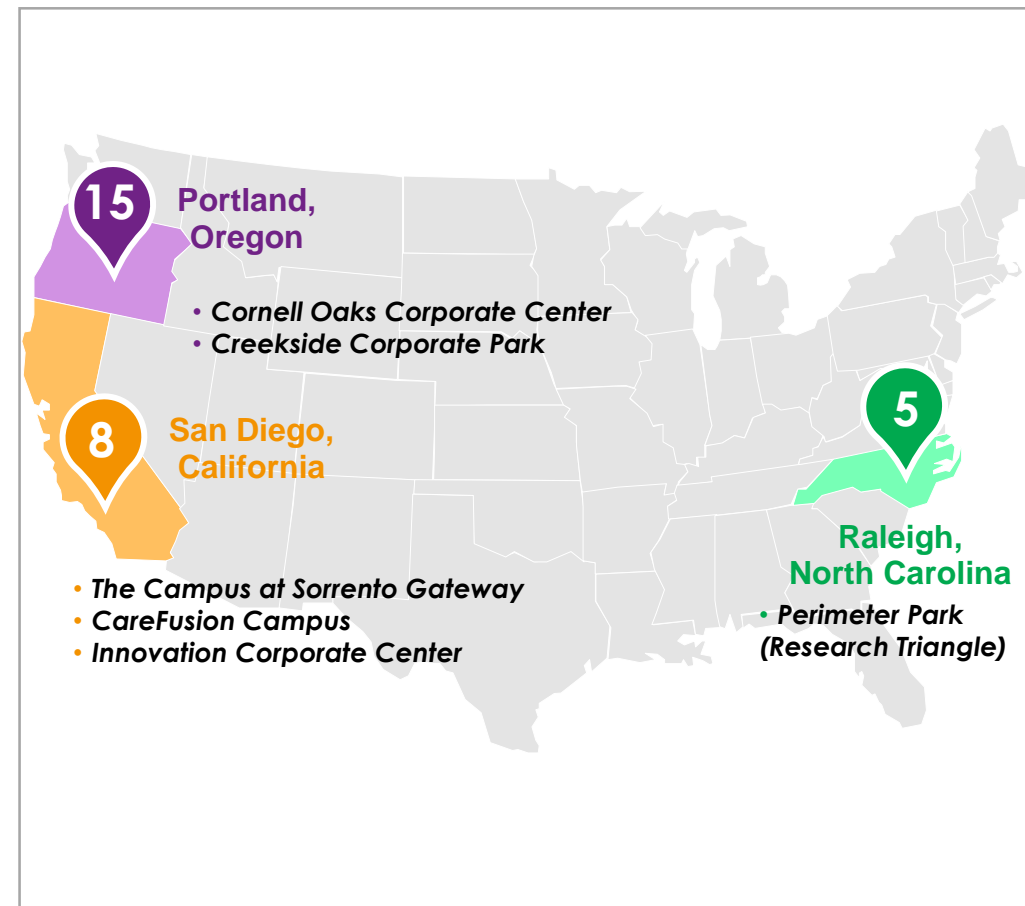 15
Portland,
Oregon
• Cornell Oaks Corporate Center
• Creekside Corporate Park
8
San Diego,
California
• The Campus at Sorrento Gateway
• CareFusion Campus
• Innovation Corporate Center
5
Raleigh,
North Carolina
• Perimeter Park
(Research Triangle)